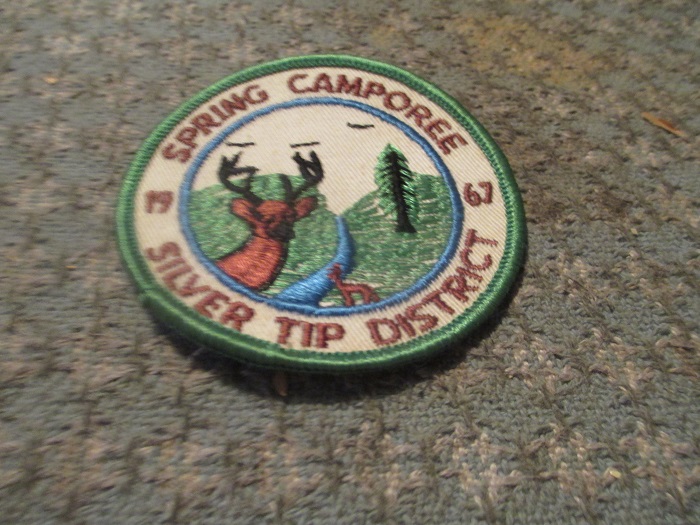 SPRING CAMPOREE
19 67
SILVER TIP DISTRICT